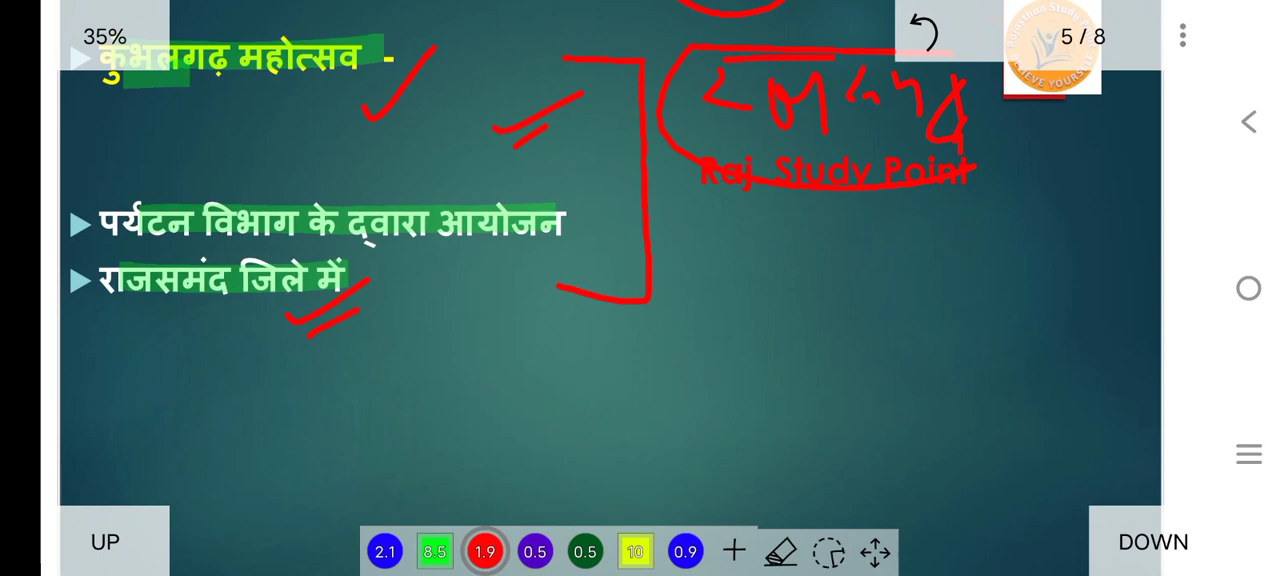 35%
5 / 8
कुंभलगढ़ महोत्सव -
Raj Study Point
पर्यटन विभाग के द्वारा आयोजन
राजसमंद जिले में
UP
2.1 8.5 1.9 0.5 0.5 10 0.9
DOWN